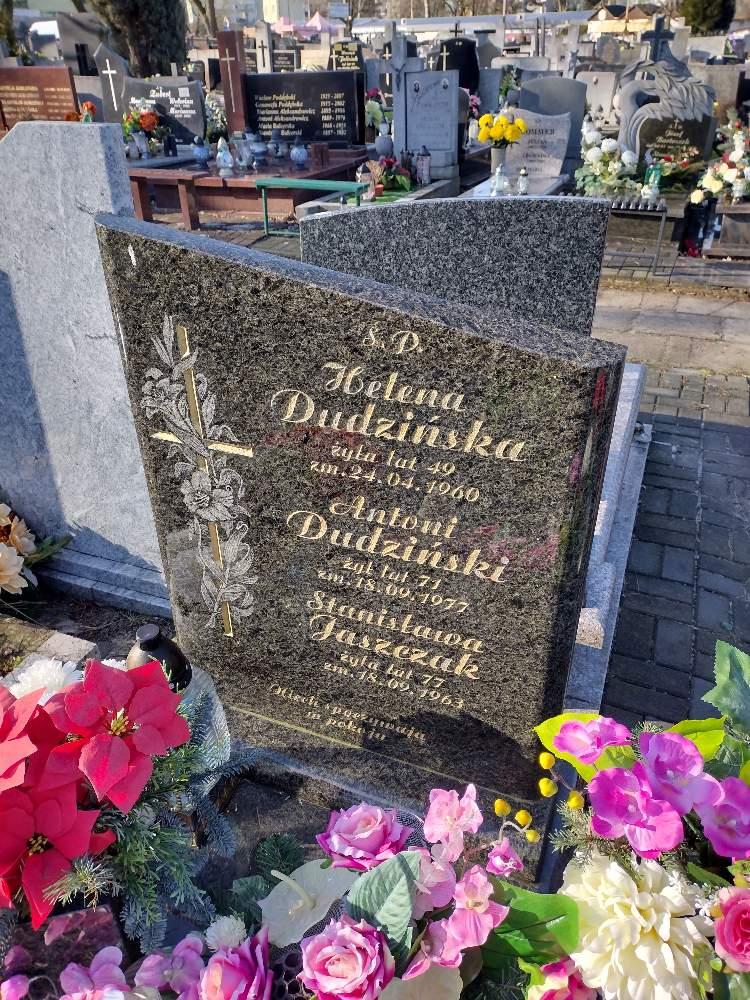 Ś.P.
Helena
Dudzińska
żyła lat 49
zm. 24.04.1960
Antoni
Dudziński
żył lat 71
zm. 18.09.1977
Stanisława
Jaszczak
żyła lat 77
zm. 18.09.1963
Niech spoczywają
w pokoju